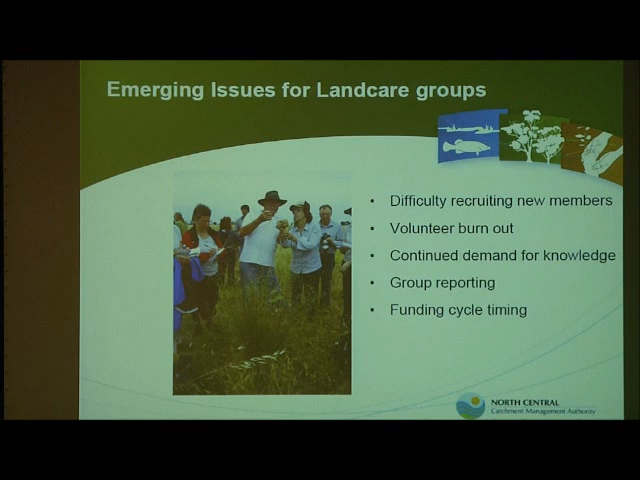 Emerging Issues for Landcare groups
• Difficulty recruiting new members
• Volunteer burn out
• Continued demand for knowledge
• Group reporting
• Funding cycle timing
NORTH CENTRAL
Catchment Management Authority